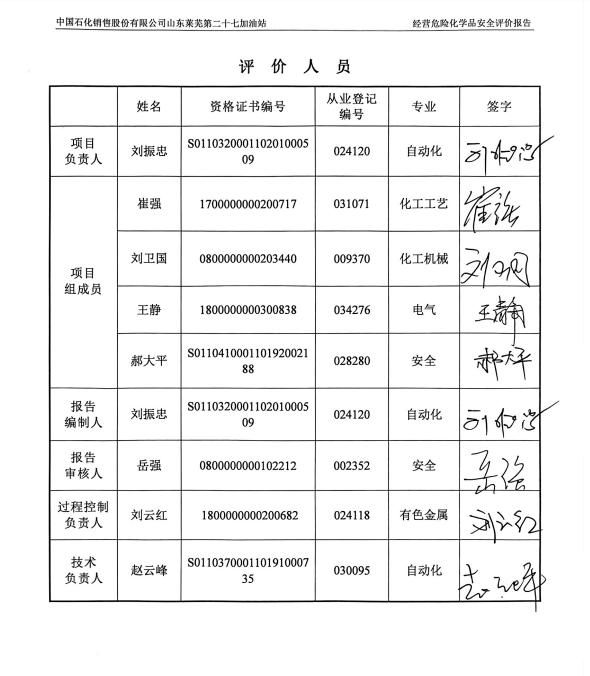 中国石化销售股份有限公司山东莱芜第二十七加油站 经营危险化学品安全评价报告
评价人员
姓名 资格证书编号 从业登记编号 专业 签字
项目负责人 刘振忠 S011032000110201000509 024120 自动化 刘振忠
项目组成员 崔强 1700000000200717 031071 化工工艺 崔强
刘卫国 0800000000203440 009370 化工机械 刘卫国
王静 1800000000300838 034276 电气 王静
郝大平 S011041000110192002188 028280 安全 郝大平
报告编制人 刘振忠 S011032000110201000509 024120 自动化 刘振忠
报告审核人 岳强 0800000000102212 002352 安全 岳强
过程控制负责人 刘云红 1800000000200682 024118 有色金属 刘云红
技术负责人 赵云峰 S011037000110191000735 030095 自动化 赵云峰